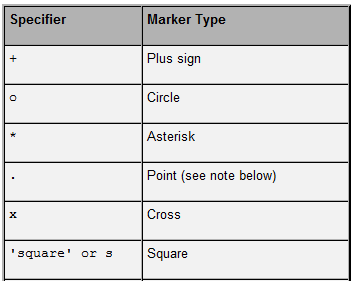 Specifier Marker Type
+ Plus sign
o Circle
* Asterisk
. Point (see note below)
x Cross
'square' or s Square